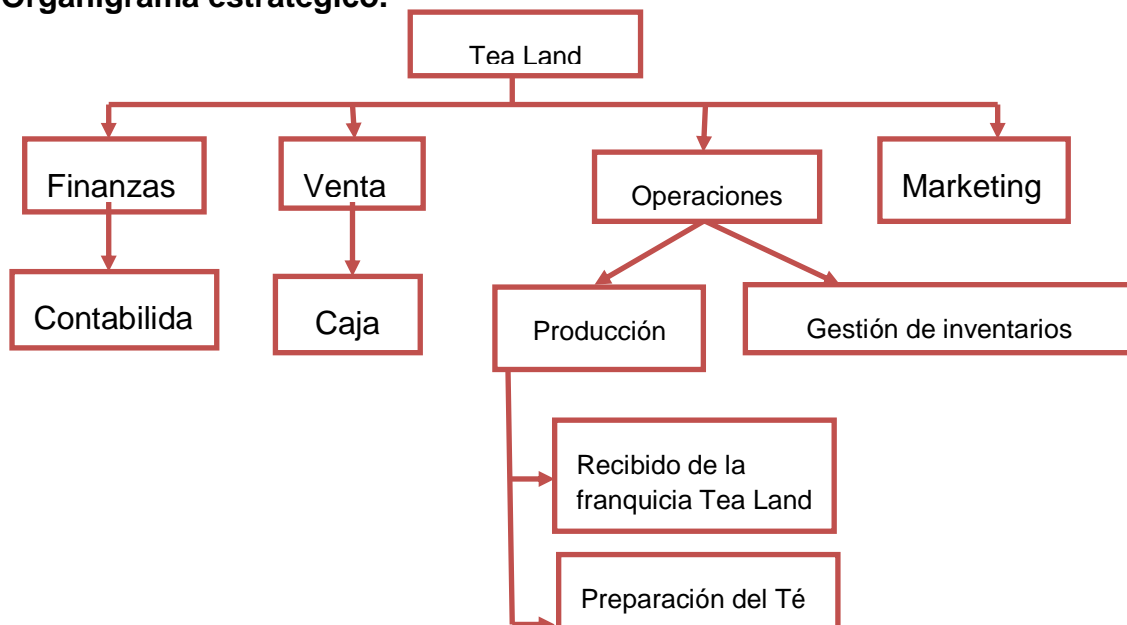 Organigrama estratégico.
Tea Land
Finanzas
Venta
Operaciones
Marketing
Contabilida
Caja
Producción
Gestión de inventarios
Recibido de la
franquicia Tea Land
Preparación del Té